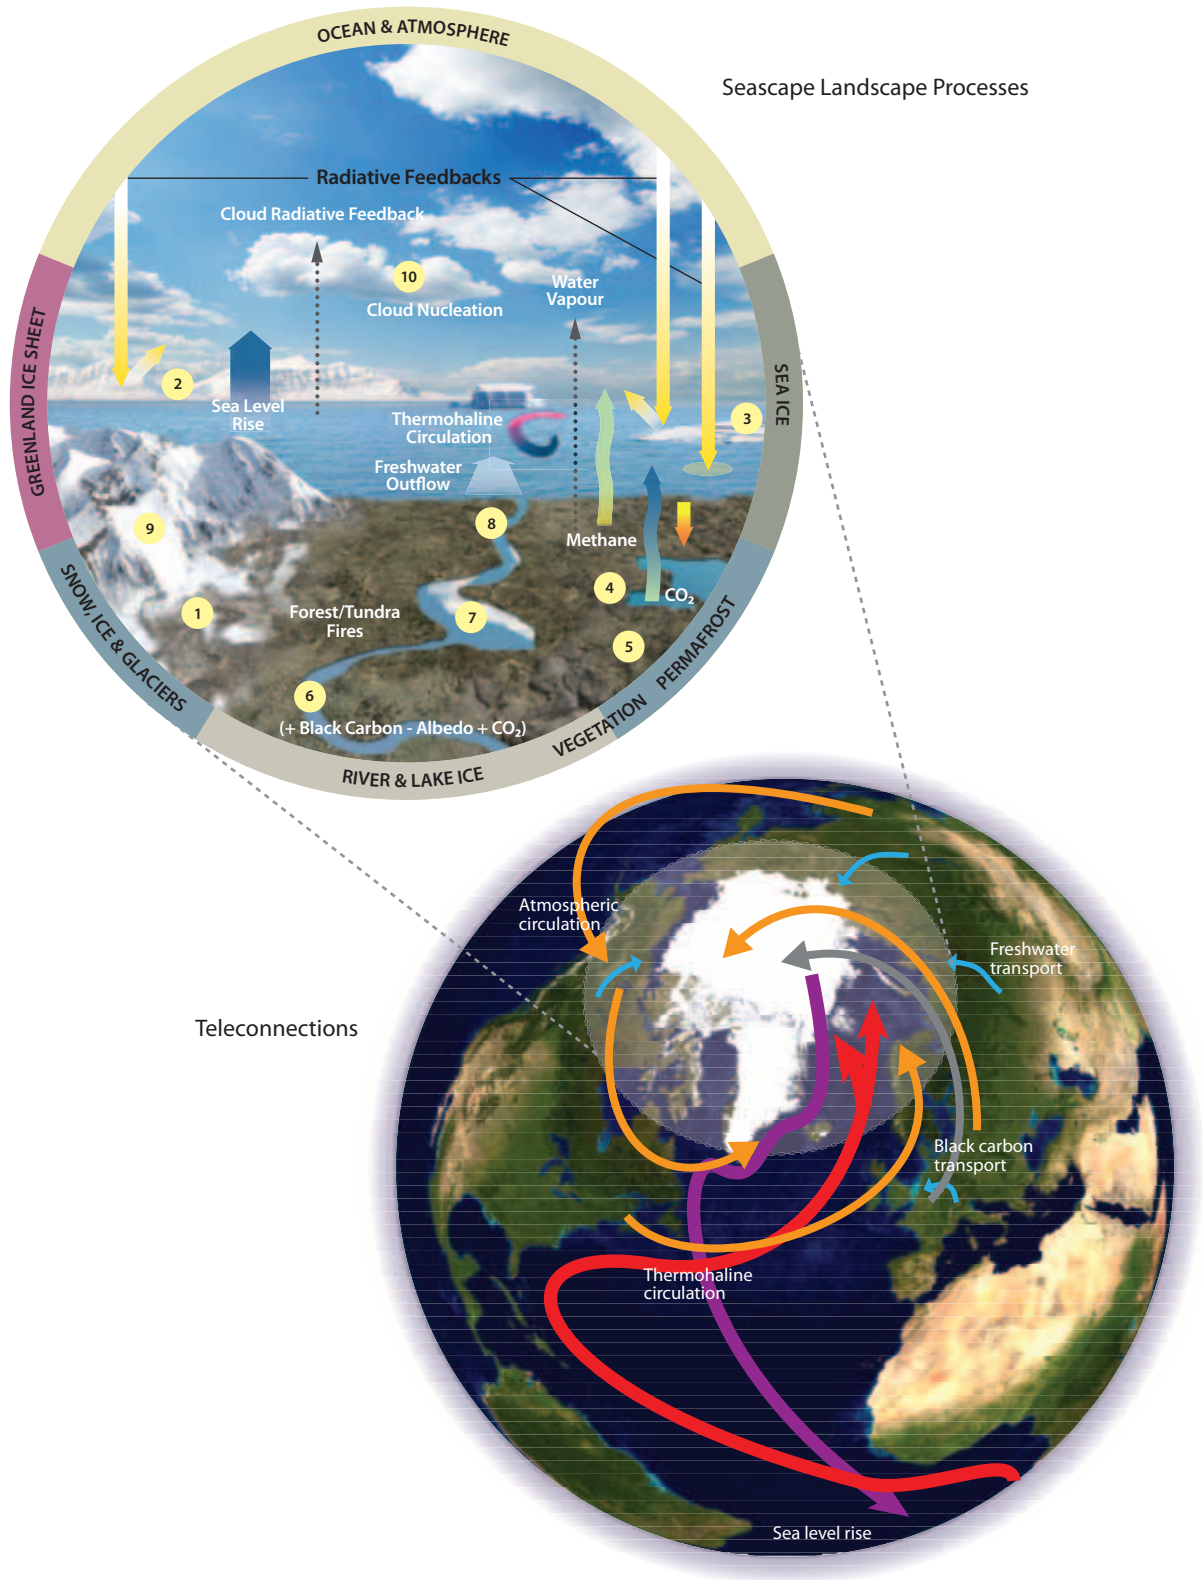 OCEAN & ATMOSPHERE
Seascape Landscape Processes
Radiative Feedbacks
Cloud Radiative Feedback
10
Cloud Nucleation
Water
Vapour
GREENLAND ICE SHEET
SEA ICE
2
Sea Level
Rise
Thermohaline
Circulation
3
Freshwater
Outflow
9
8
Methane
4
CO₂
1
Forest/Tundra
Fires
7
5
SNOW, ICE & GLACIERS
PERMAFROST
6
(+ Black Carbon - Albedo + CO₂)
VEGETATION
RIVER & LAKE ICE
Atmospheric
circulation
Freshwater
transport
Teleconnections
Black carbon
transport
Thermohaline
circulation
Sea level rise